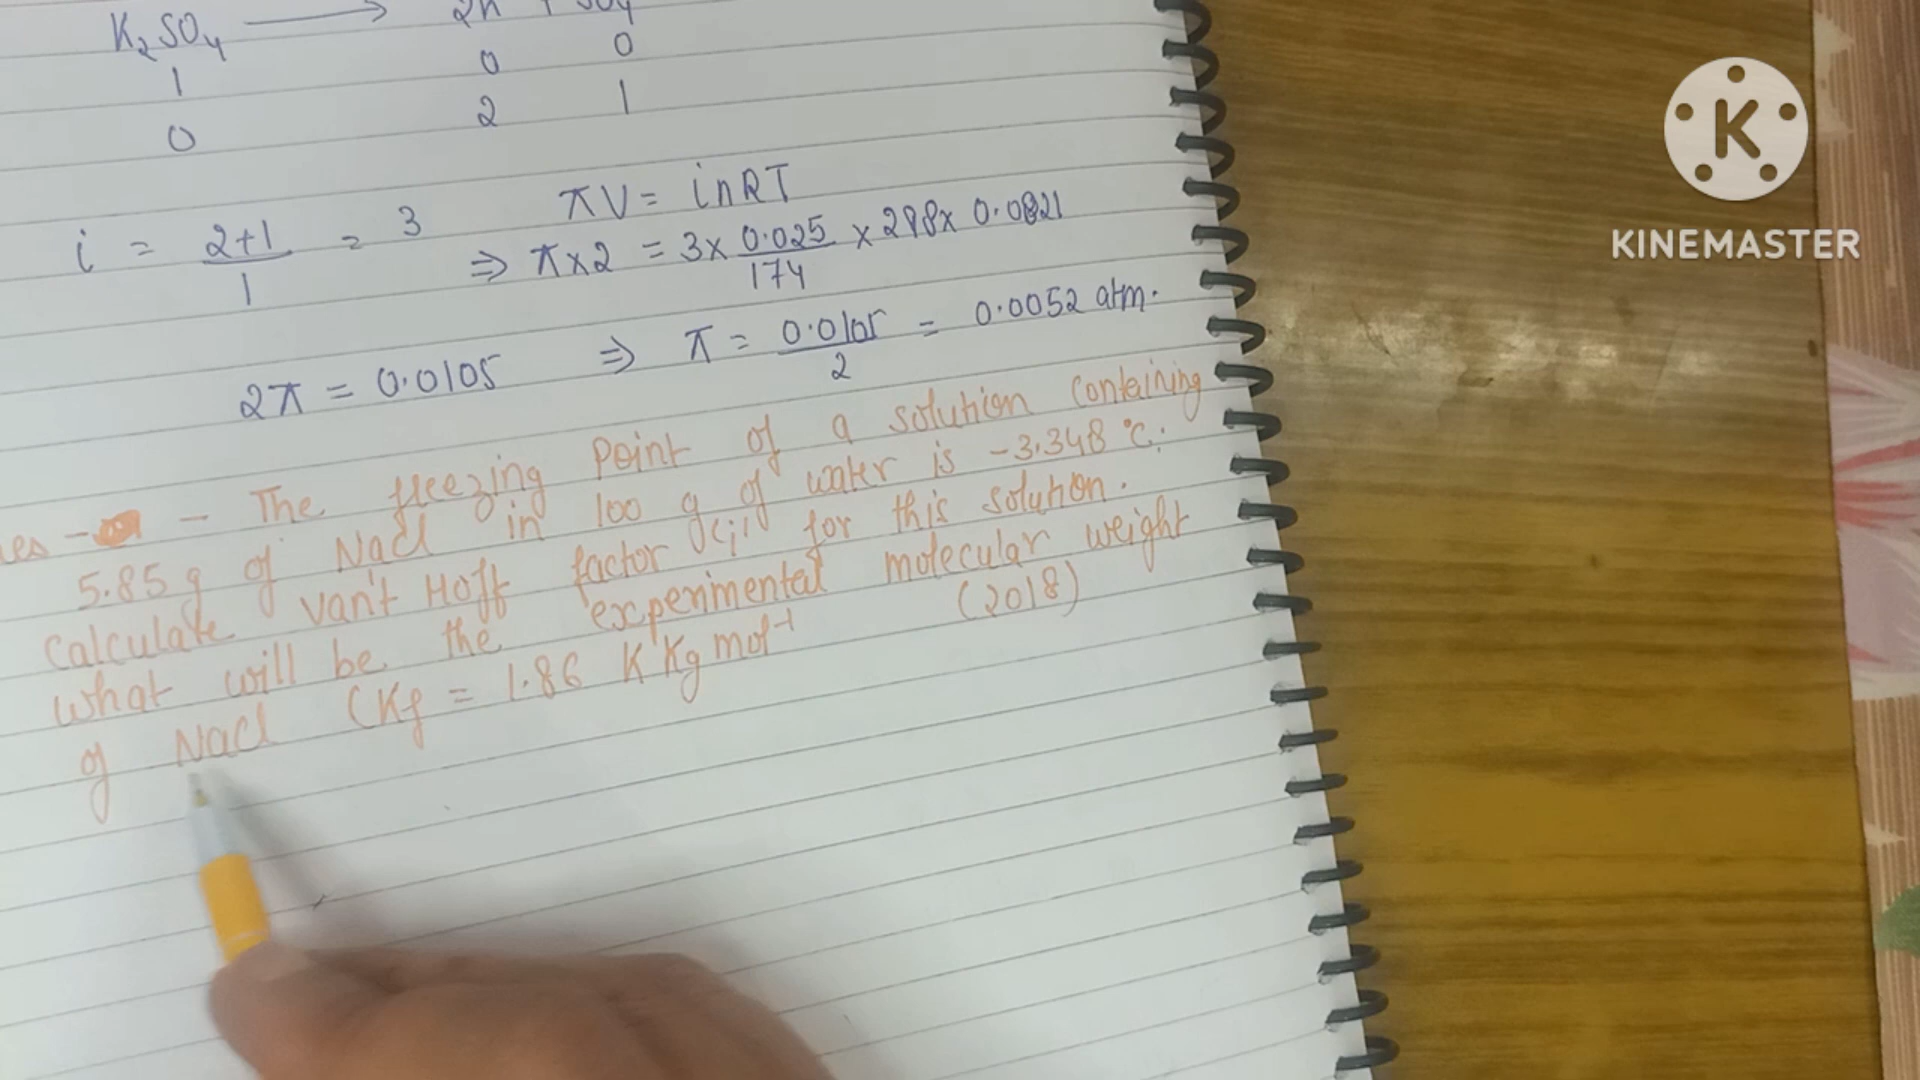 K₂SO₄ ⟶ 2K + SO₄
1 0 0
0 2 1
i = 2+1/1 = 3 πV = inRT
⇒ π×2 = 3× 0.025/174 ×298× 0.0821
2π = 0.0105 ⇒ π = 0.0105/2 = 0.0052 atm.
- The freezing point of a solution containing
5.85 g of NaCl in 100 g of water is -3.348 °C.
Calculate van't Hoff factor 'i' for this solution.
What will be the experimental molecular weight
of NaCl (Kf = 1.86 K Kg mol⁻¹ (2018)
K
KINEMASTER